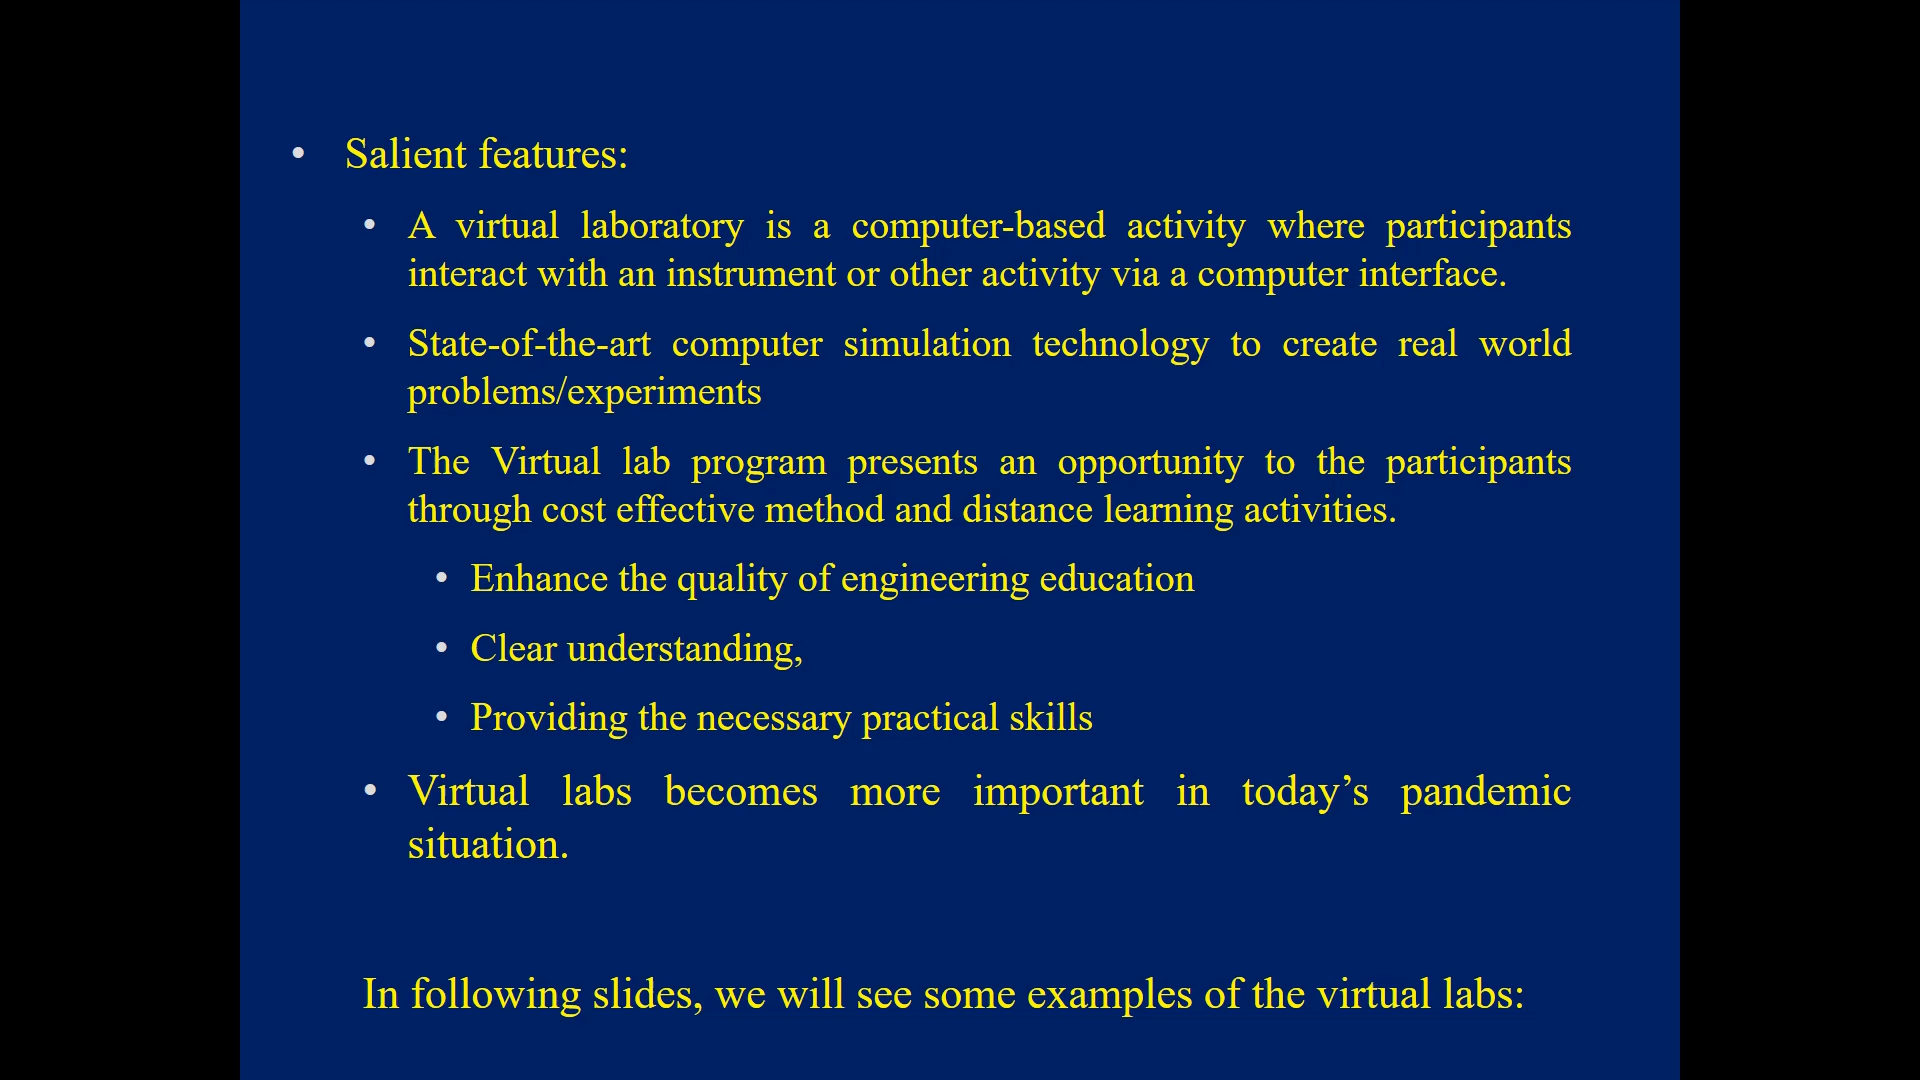 • Salient features:
• A virtual laboratory is a computer-based activity where participants
interact with an instrument or other activity via a computer interface.
• State-of-the-art computer simulation technology to create real world
problems/experiments
• The Virtual lab program presents an opportunity to the participants
through cost effective method and distance learning activities.
• Enhance the quality of engineering education
• Clear understanding,
• Providing the necessary practical skills
• Virtual labs becomes more important in today’s pandemic
situation.
In following slides, we will see some examples of the virtual labs: